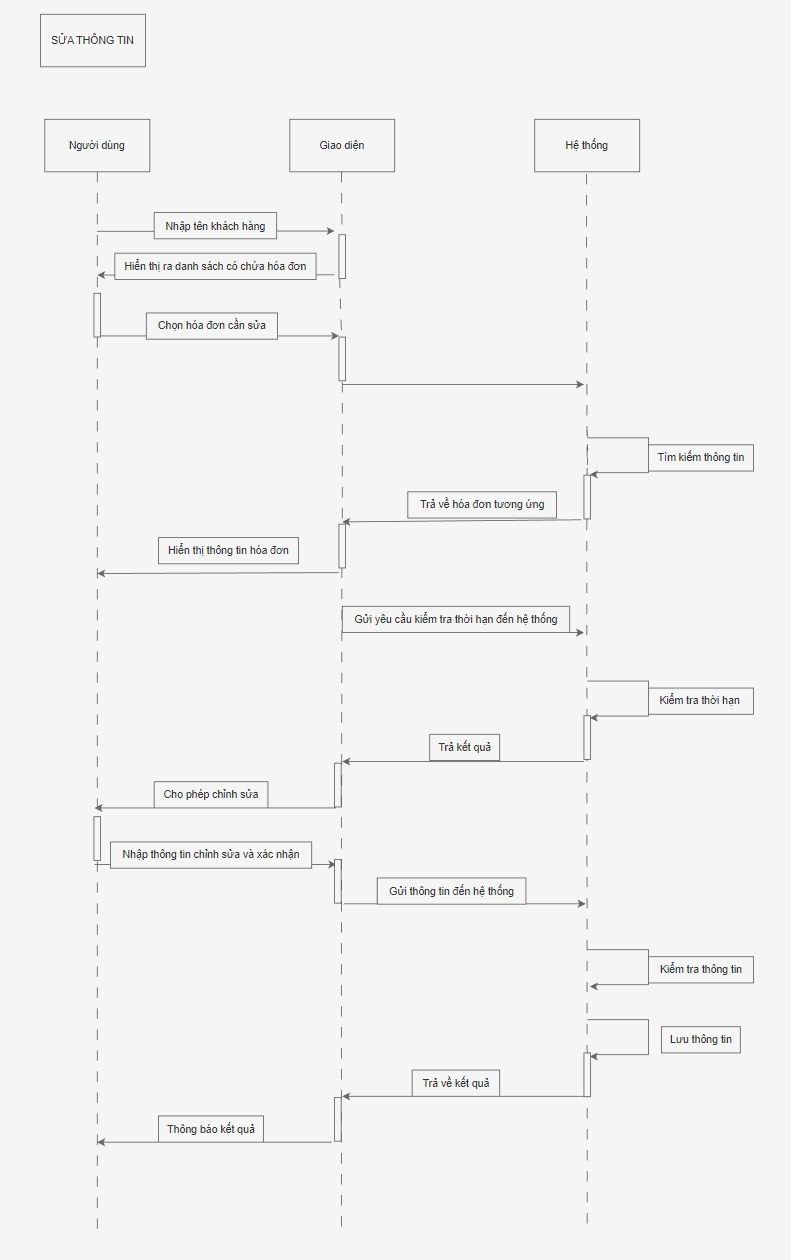 SỬA THÔNG TIN
Người dùng
Giao diện
Hệ thống
Nhập tên khách hàng
Hiển thị ra danh sách có chứa hóa đơn
Chọn hóa đơn cần sửa
Tìm kiếm thông tin
Trả về hóa đơn tương ứng
Hiển thị thông tin hóa đơn
Gửi yêu cầu kiểm tra thời hạn đến hệ thống
Kiểm tra thời hạn
Trả kết quả
Cho phép chỉnh sửa
Nhập thông tin chỉnh sửa và xác nhận
Gửi thông tin đến hệ thống
Kiểm tra thông tin
Lưu thông tin
Trả về kết quả
Thông báo kết quả